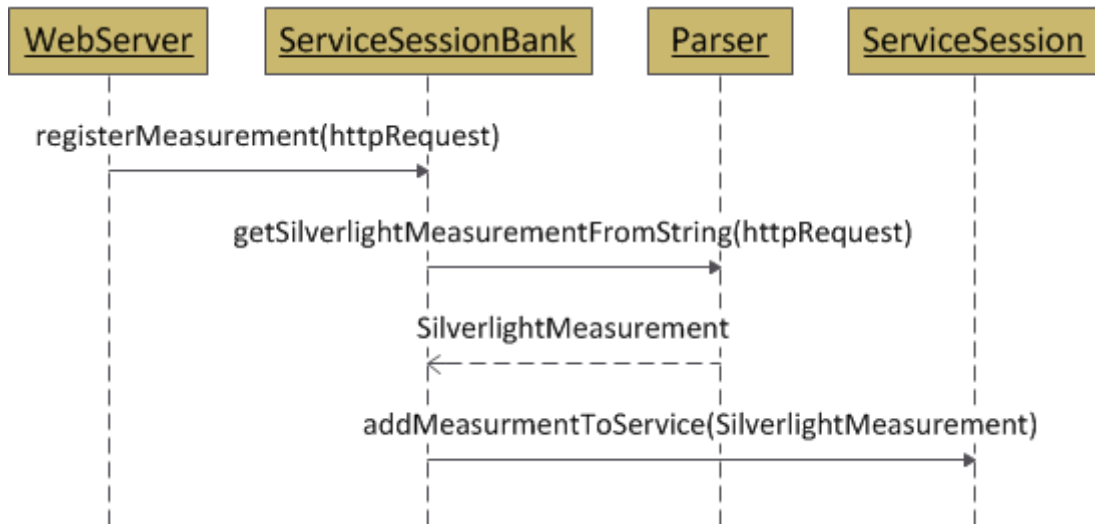 WebServer
ServiceSessionBank
Parser
ServiceSession
registerMeasurement(httpRequest)
getSilverlightMeasurementFromString(httpRequest)
SilverlightMeasurement
addMeasurmentToService(SilverlightMeasurement)